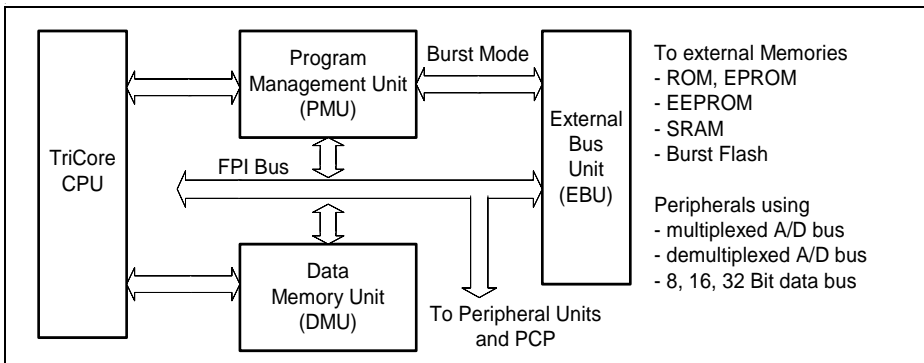 TriCore
CPU
Program
Management Unit
(PMU)
Burst Mode
FPI Bus
Data
Memory Unit
(DMU)
To Peripheral Units
and PCP
External
Bus
Unit
(EBU)
To external Memories
- ROM, EPROM
- EEPROM
- SRAM
- Burst Flash
Peripherals using
- multiplexed A/D bus
- demultiplexed A/D bus
- 8, 16, 32 Bit data bus